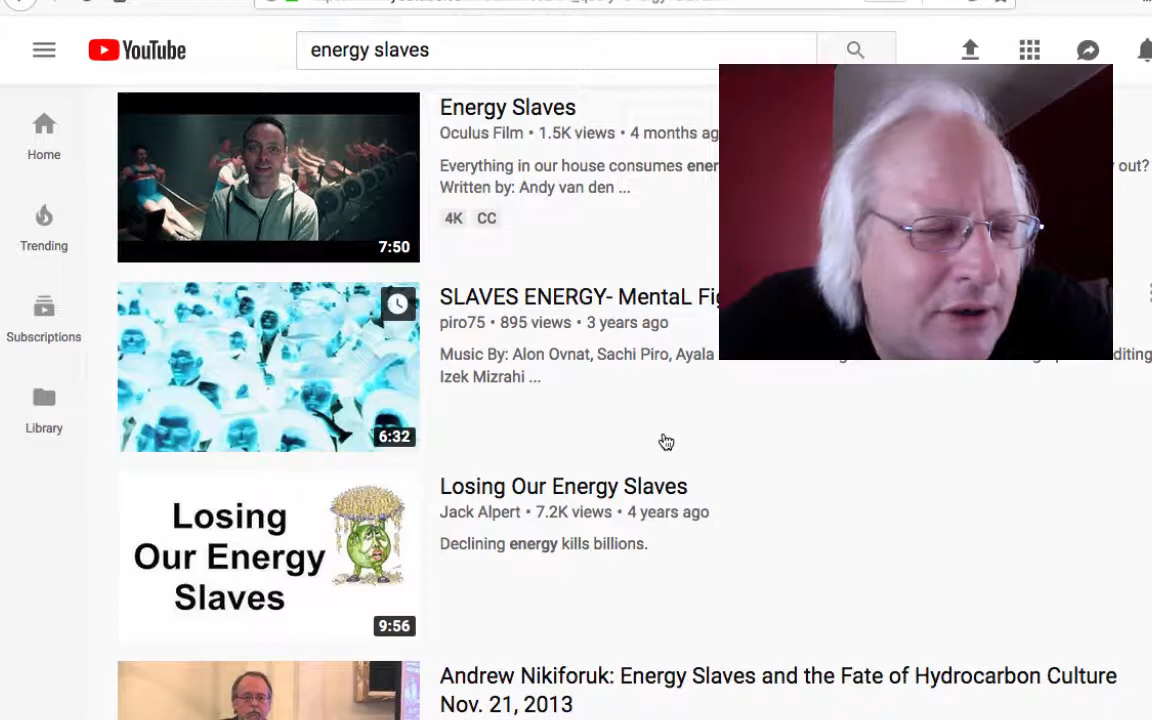 YouTube
energy slaves
Home
Trending
Subscriptions
Library
7:50
Energy Slaves
Oculus Film • 1.5K views • 4 months ag
Everything in our house consumes ener
out?
Written by: Andy van den ...
4K CC
6:32
SLAVES ENERGY- MentaL Fig
piro75 • 895 views • 3 years ago
Music By: Alon Ovnat, Sachi Piro, Ayala
diting
Izek Mizrahi ...
Losing
Our Energy
Slaves
9:56
Losing Our Energy Slaves
Jack Alpert • 7.2K views • 4 years ago
Declining energy kills billions.
Andrew Nikiforuk: Energy Slaves and the Fate of Hydrocarbon Culture
Nov. 21, 2013